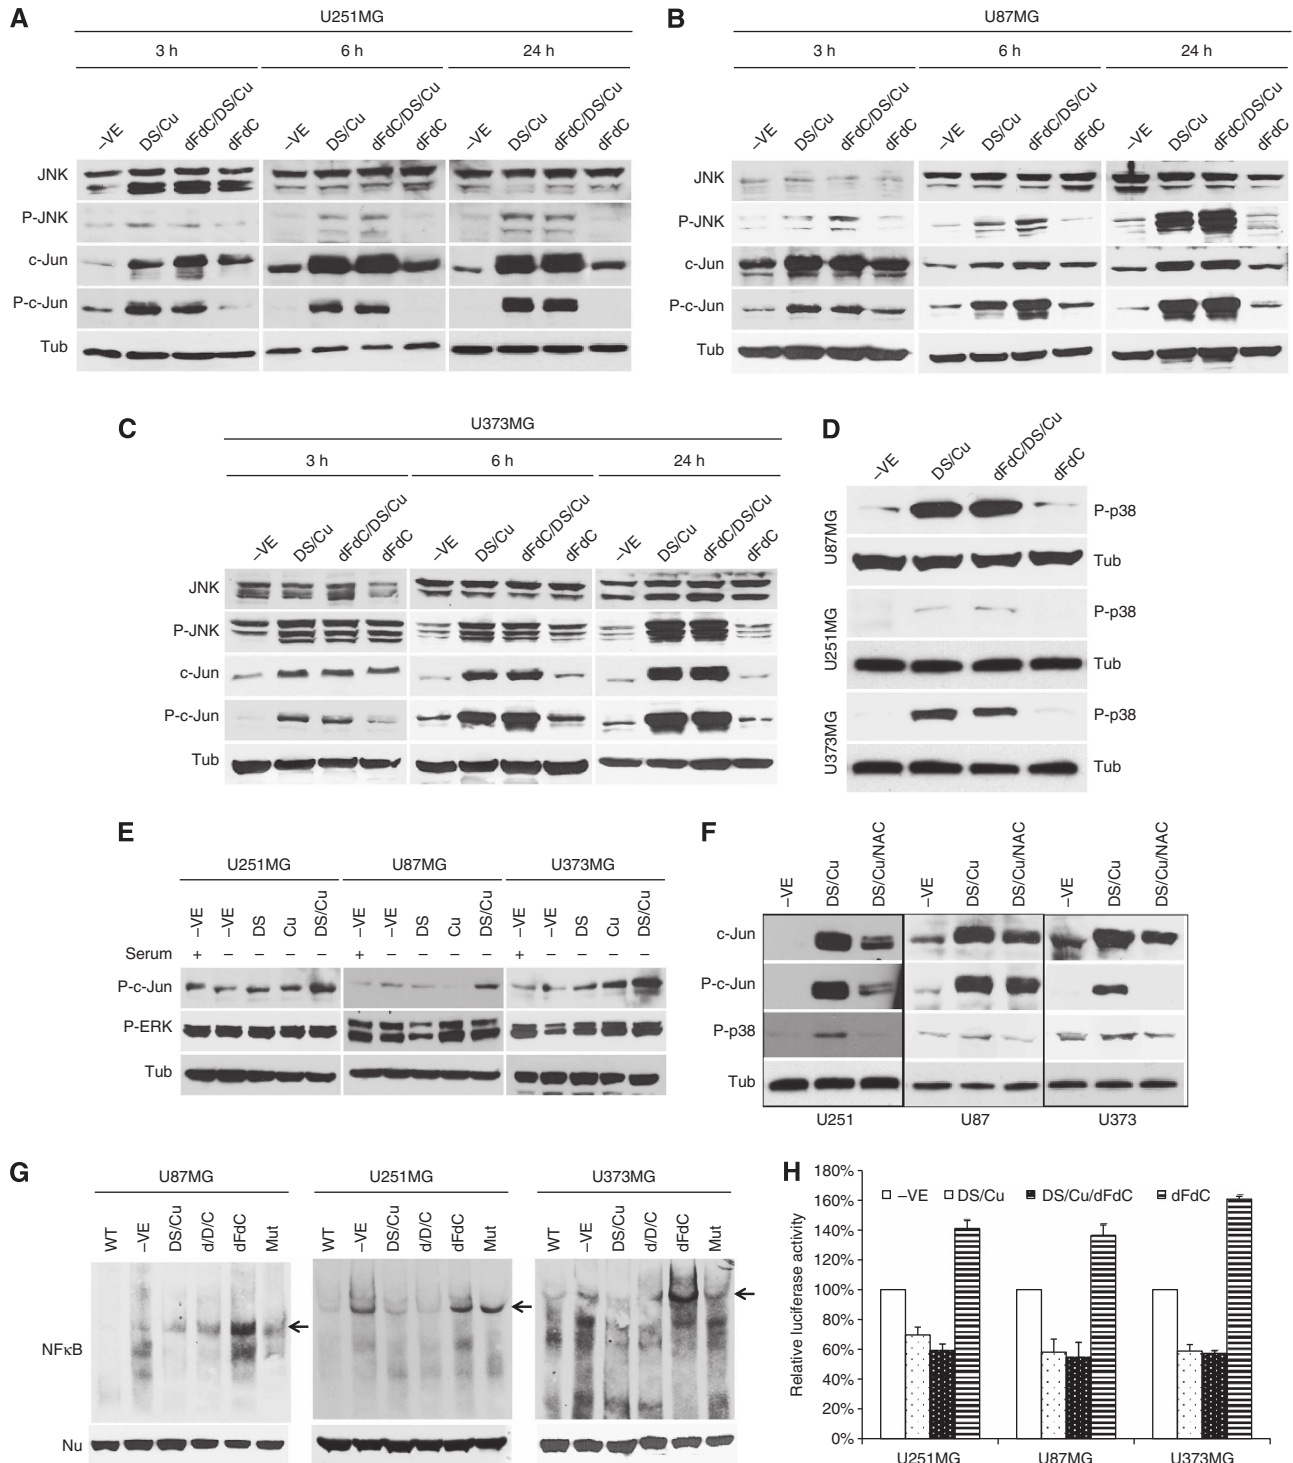 A
U251MG
3 h
6 h
24 h
–VE
DS/Cu
dFdC/DS/Cu
dFdC
–VE
DS/Cu
dFdC/DS/Cu
dFdC
–VE
DS/Cu
dFdC/DS/Cu
dFdC
JNK
P-JNK
c-Jun
P-c-Jun
Tub
B
U87MG
3 h
6 h
24 h
–VE
DS/Cu
dFdC/DS/Cu
dFdC
–VE
DS/Cu
dFdC/DS/Cu
dFdC
–VE
DS/Cu
dFdC/DS/Cu
dFdC
JNK
P-JNK
c-Jun
P-c-Jun
Tub
C
U373MG
3 h
6 h
24 h
–VE
DS/Cu
dFdC/DS/Cu
dFdC
–VE
DS/Cu
dFdC/DS/Cu
dFdC
–VE
DS/Cu
dFdC/DS/Cu
dFdC
JNK
P-JNK
c-Jun
P-c-Jun
Tub
D
–VE
DS/Cu
dFdC/DS/Cu
dFdC
U87MG
P-p38
Tub
U251MG
P-p38
Tub
U373MG
P-p38
Tub
E
U251MG
U87MG
U373MG
–VE
–VE
DS
Cu
DS/Cu
–VE
–VE
DS
Cu
DS/Cu
–VE
–VE
DS
Cu
DS/Cu
Serum + – – – – + – – – – + – – – –
P-c-Jun
P-ERK
Tub
F
–VE
DS/Cu
DS/Cu/NAC
–VE
DS/Cu
DS/Cu/NAC
–VE
DS/Cu
DS/Cu/NAC
c-Jun
P-c-Jun
P-p38
Tub
U251
U87
U373
G
U87MG
U251MG
U373MG
WT
–VE
DS/Cu
d/D/C
dFdC
Mut
WT
–VE
DS/Cu
d/D/C
dFdC
Mut
WT
–VE
DS/Cu
d/D/C
dFdC
Mut
NFκB
Nu
H
Relative luciferase activity
180%
160%
140%
120%
100%
80%
60%
40%
20%
0%
–VE
DS/Cu
DS/Cu/dFdC
dFdC
U251MG
U87MG
U373MG